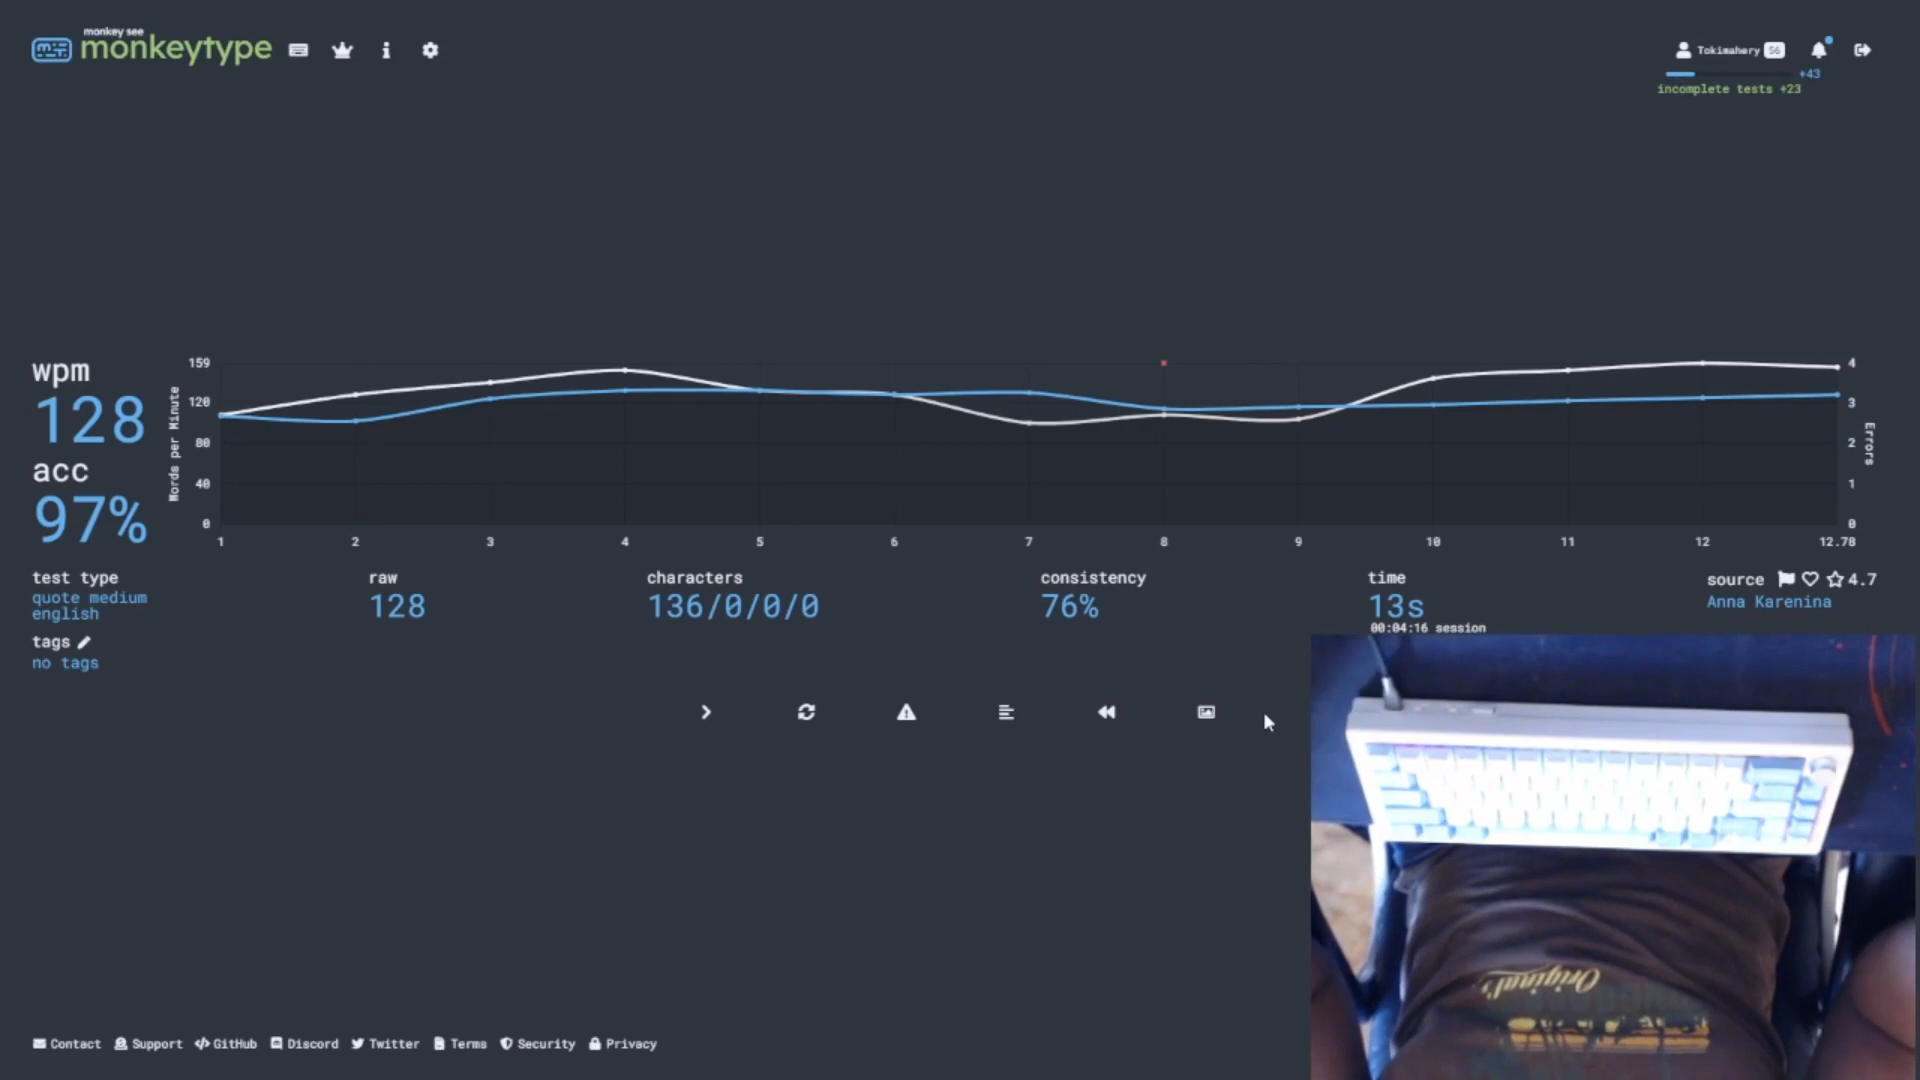 monkey see
monkeytype
Tokimahery 56
+43
incomplete tests +23
wpm
128
acc
97%
Words per Minute
159
120
80
40
0
1 2 3 4 5 6 7 8 9 10 11 12 12.78
4
3
2
1
0
Errors
test type
quote medium
english
raw
128
characters
136/0/0/0
consistency
76%
time
13s
00:04:16 session
source 4.7
Anna Karenina
tags
no tags
Original's
Contact Support GitHub Discord Twitter Terms Security Privacy